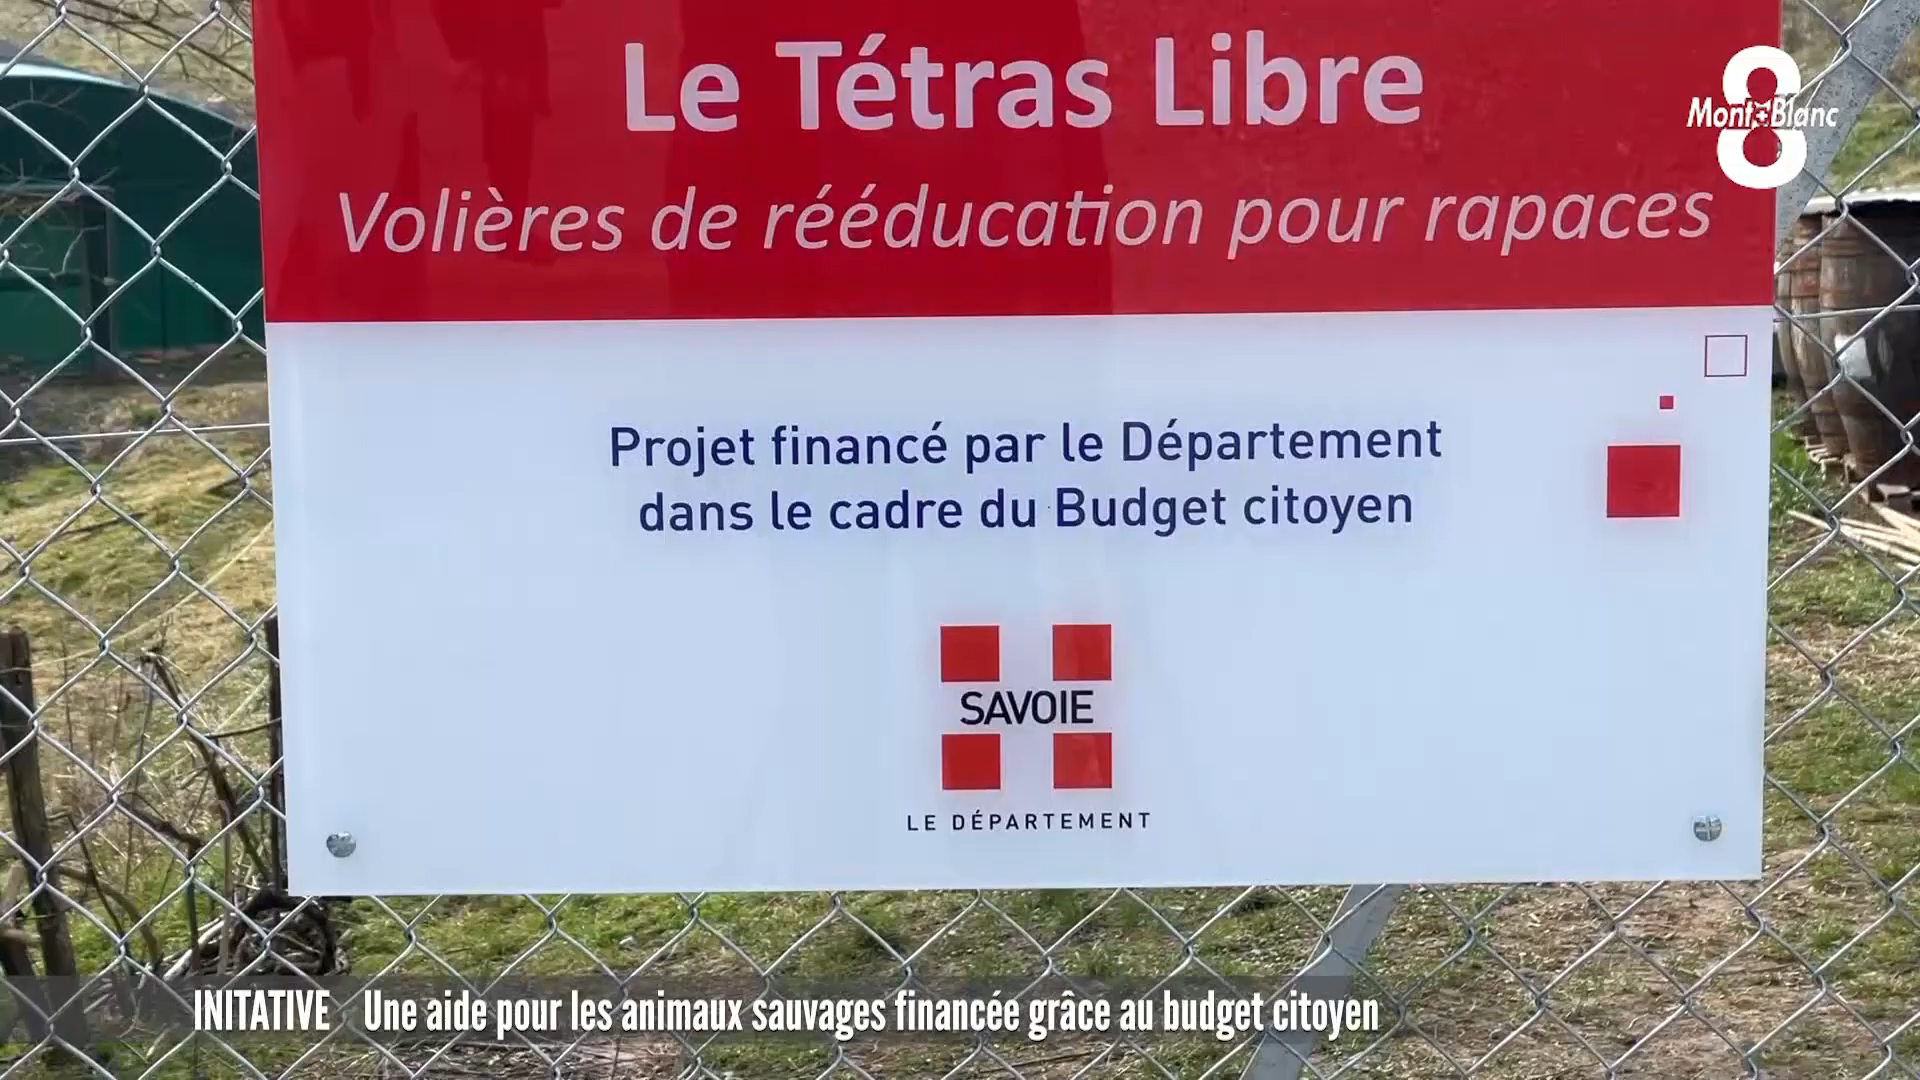 Le Tétras Libre
8
Mont-Blanc
Volières de rééducation pour rapaces
Projet financé par le Département
dans le cadre du Budget citoyen
SAVOIE
LE DÉPARTEMENT
INITATIVE Une aide pour les animaux sauvages financée grâce au budget citoyen